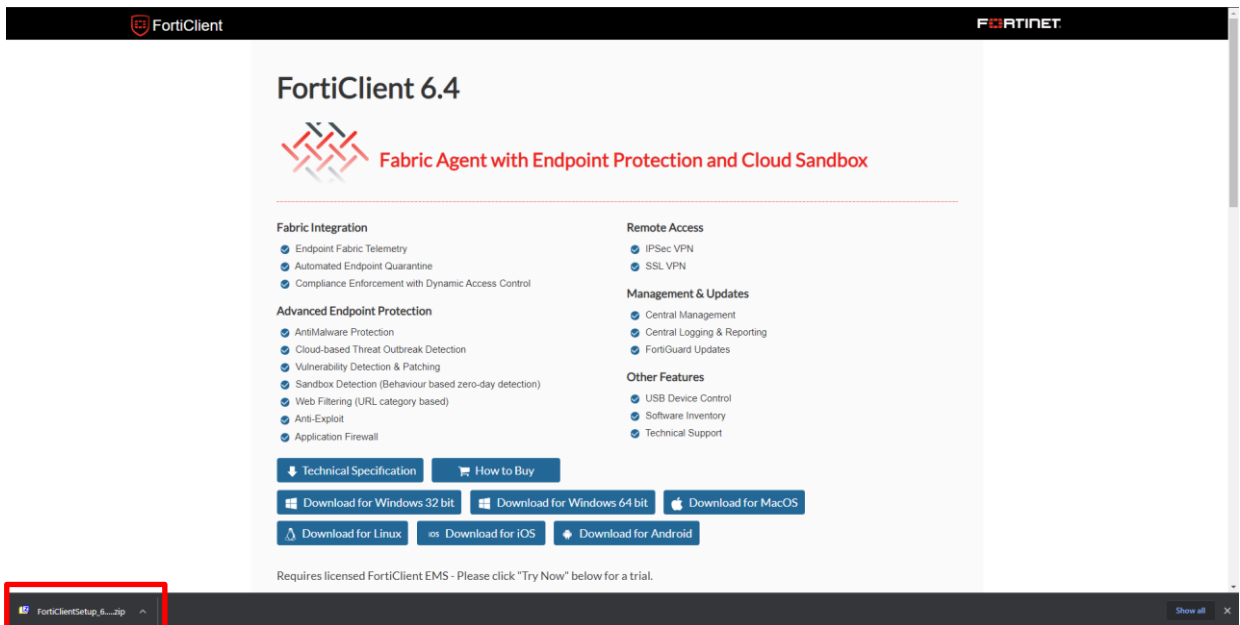 FortiClient
FORTINET
FortiClient 6.4
Fabric Agent with Endpoint Protection and Cloud Sandbox
Fabric Integration
Endpoint Fabric Telemetry
Automated Endpoint Quarantine
Compliance Enforcement with Dynamic Access Control
Advanced Endpoint Protection
AntiMalware Protection
Cloud-based Threat Outbreak Detection
Vulnerability Detection & Patching
Sandbox Detection (Behaviour based zero-day detection)
Web Filtering (URL category based)
Anti-Exploit
Application Firewall
Remote Access
IPSec VPN
SSL VPN
Management & Updates
Central Management
Central Logging & Reporting
FortiGuard Updates
Other Features
USB Device Control
Software Inventory
Technical Support
Technical Specification
How to Buy
Download for Windows 32 bit
Download for Windows 64 bit
Download for MacOS
Download for Linux
iOS Download for iOS
Download for Android
Requires licensed FortiClient EMS - Please click "Try Now" below for a trial.
FortiClientSetup_6....zip
Show all